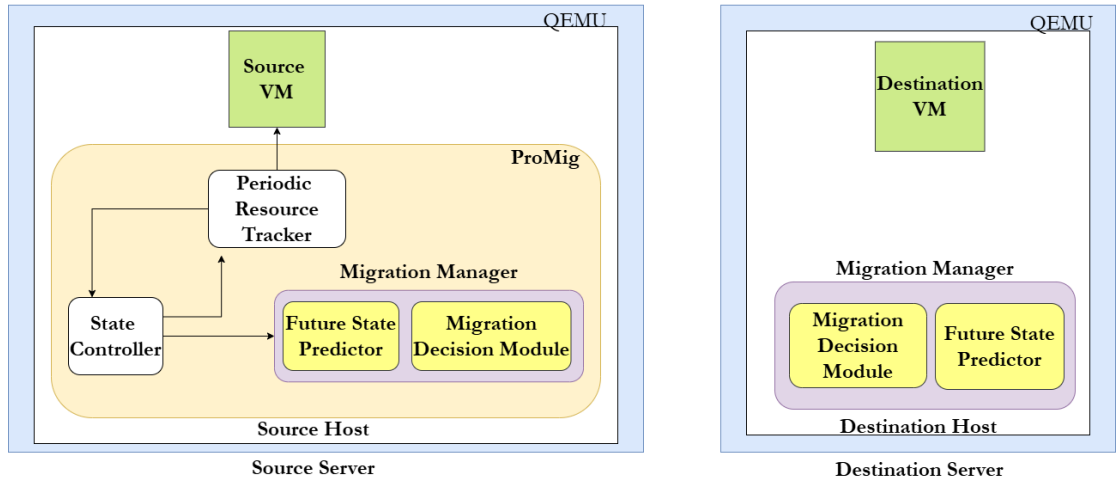 QEMU
Source
VM
ProMig
Periodic
Resource
Tracker
Migration Manager
State
Controller
Future State
Predictor
Migration
Decision Module
Source Host
Source Server
QEMU
Destination
VM
Migration Manager
Migration
Decision
Module
Future State
Predictor
Destination Host
Destination Server